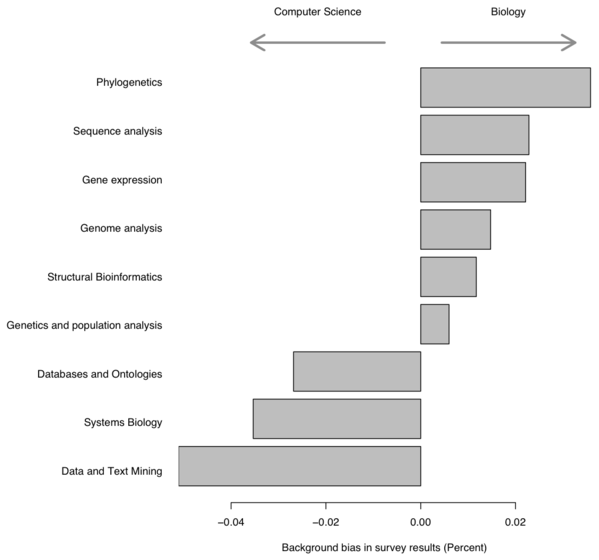 Computer Science Biology
Phylogenetics
Sequence analysis
Gene expression
Genome analysis
Structural Bioinformatics
Genetics and population analysis
Databases and Ontologies
Systems Biology
Data and Text Mining
−0.04 −0.02 0.00 0.02
Background bias in survey results (Percent)